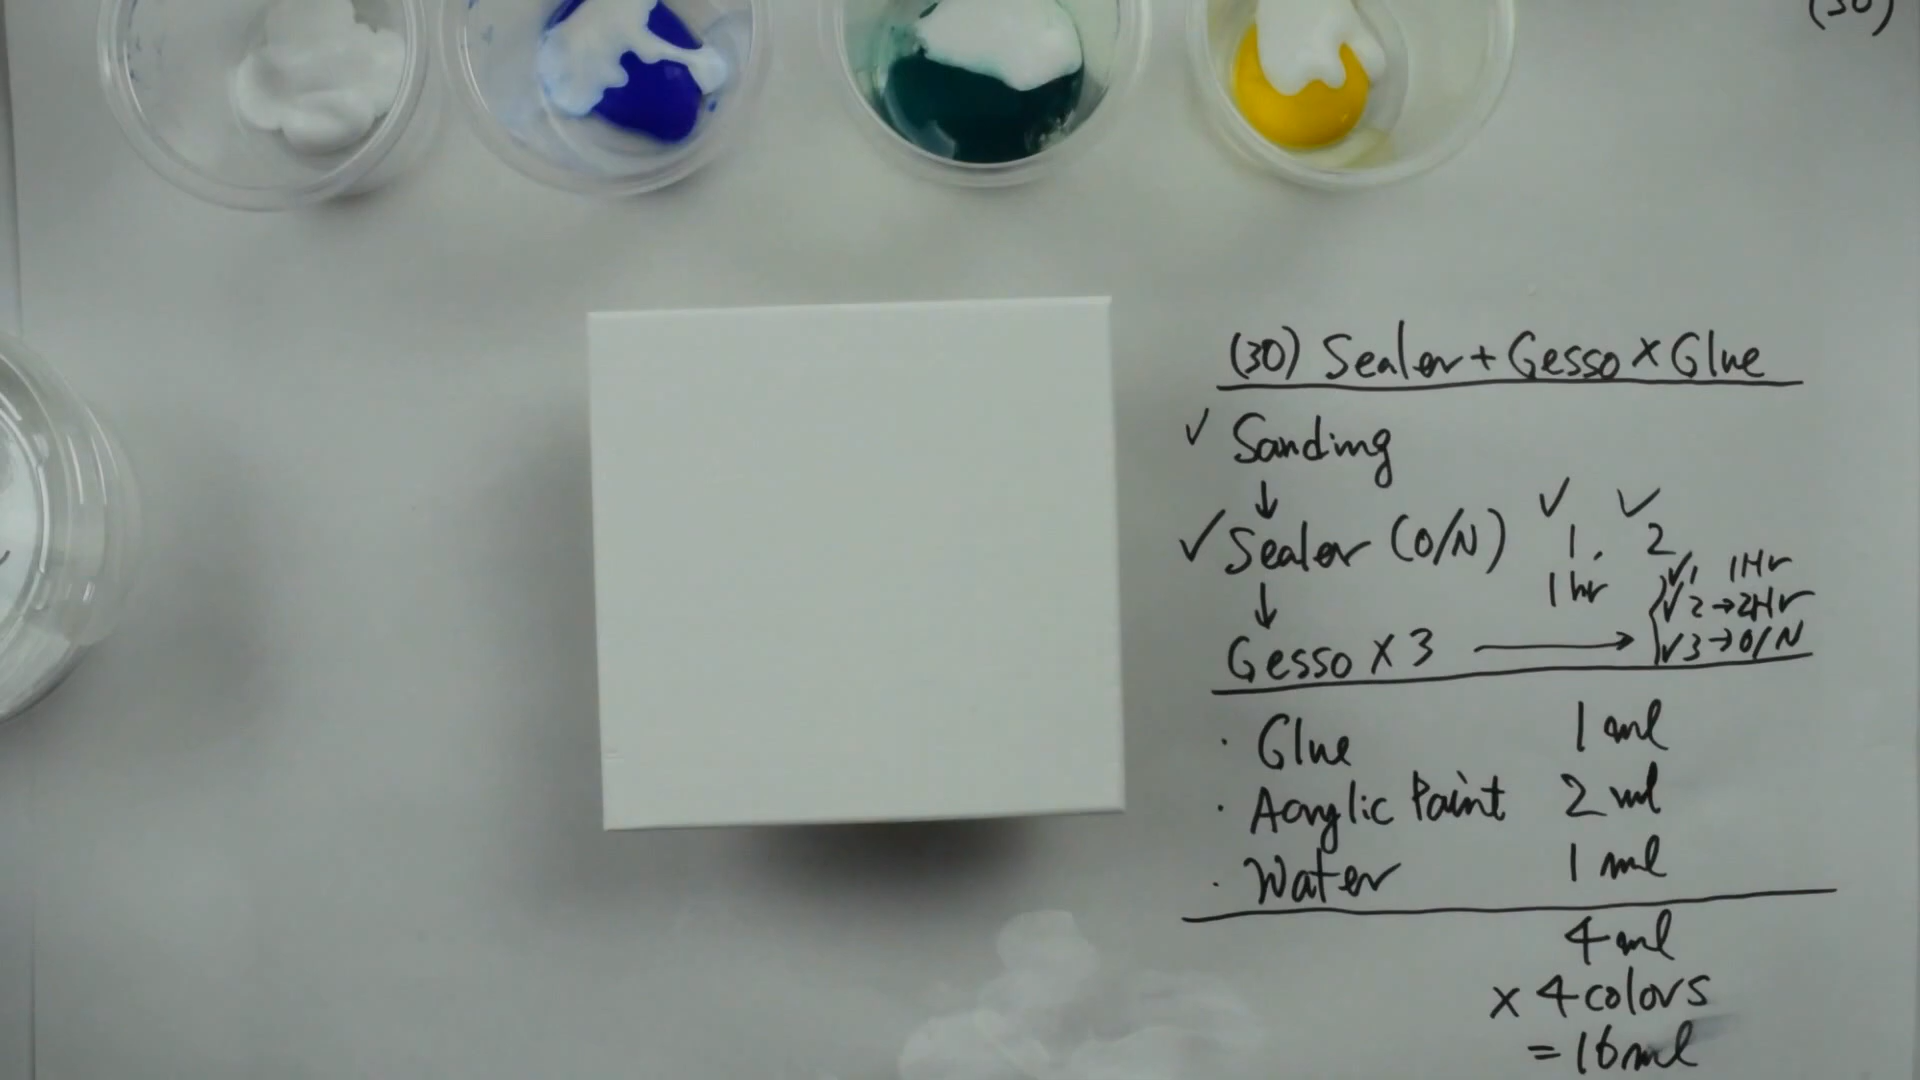 (30)
(30) Sealer + Gesso × Glue
✓ Sanding
↓
✓ Sealer (O/N) ✓ 1. ✓ 2
1hr
↓
✓1 1Hr
✓2→2Hr
✓3→O/N
Gesso × 3 →
· Glue 1 ml
· Acrylic Paint 2 ml
· Water 1 ml
4 ml
× 4 colors
= 16 ml